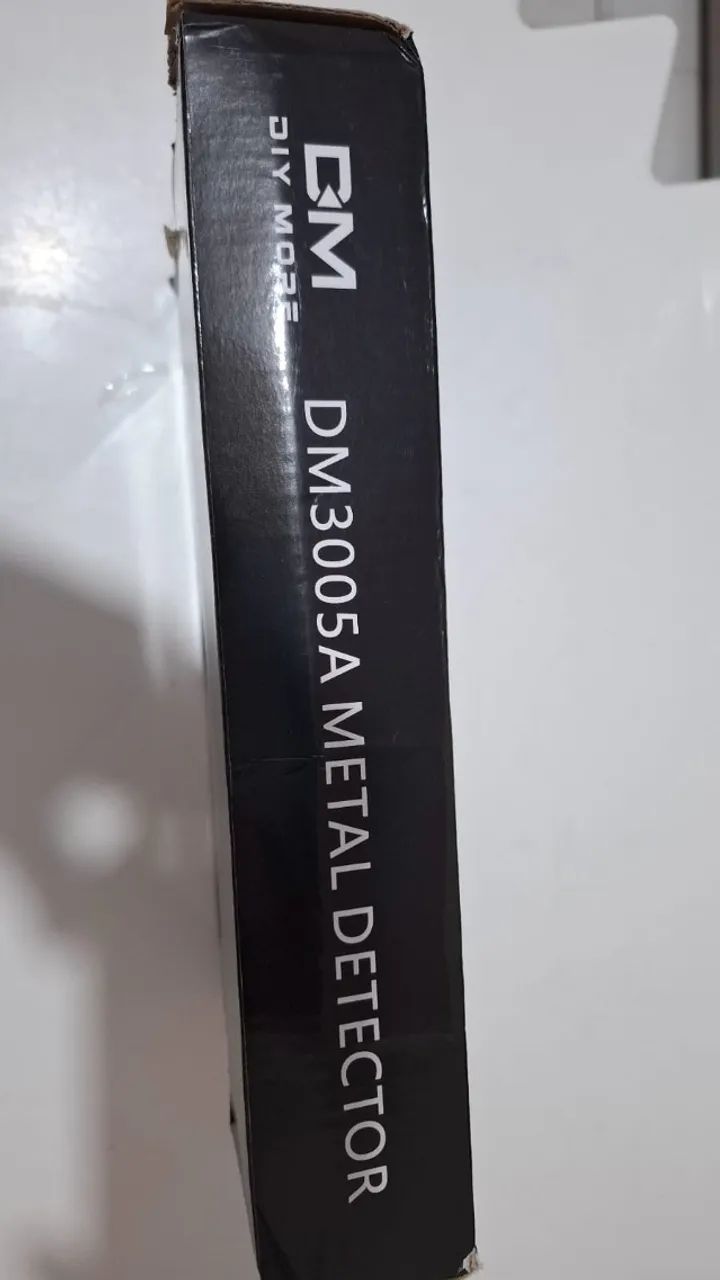 DM
DIY MORE
DM3005A METAL DETECTOR